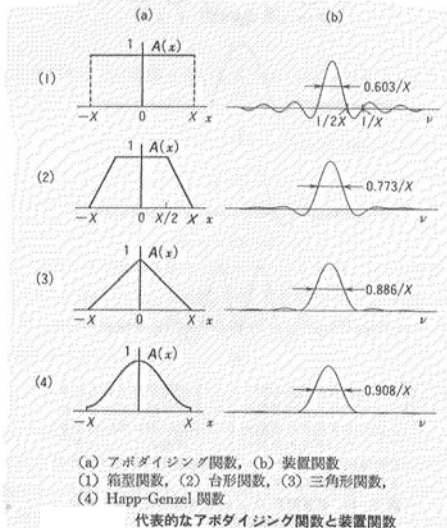 (a) (b)
(1) 1 A(x) 0.603/X
−X 0 X x 1/2X 1/X ν
(2) 1 A(x) 0.773/X
−X 0 X/2 X x ν
(3) 1 A(x) 0.886/X
−X 0 X x ν
(4) 1 A(x) 0.908/X
−X 0 X x ν
(a) アポダイジング関数, (b) 装置関数
(1) 箱型関数, (2) 台形関数, (3) 三角形関数,
(4) Happ-Genzel 関数
代表的なアポダイジング関数と装置関数